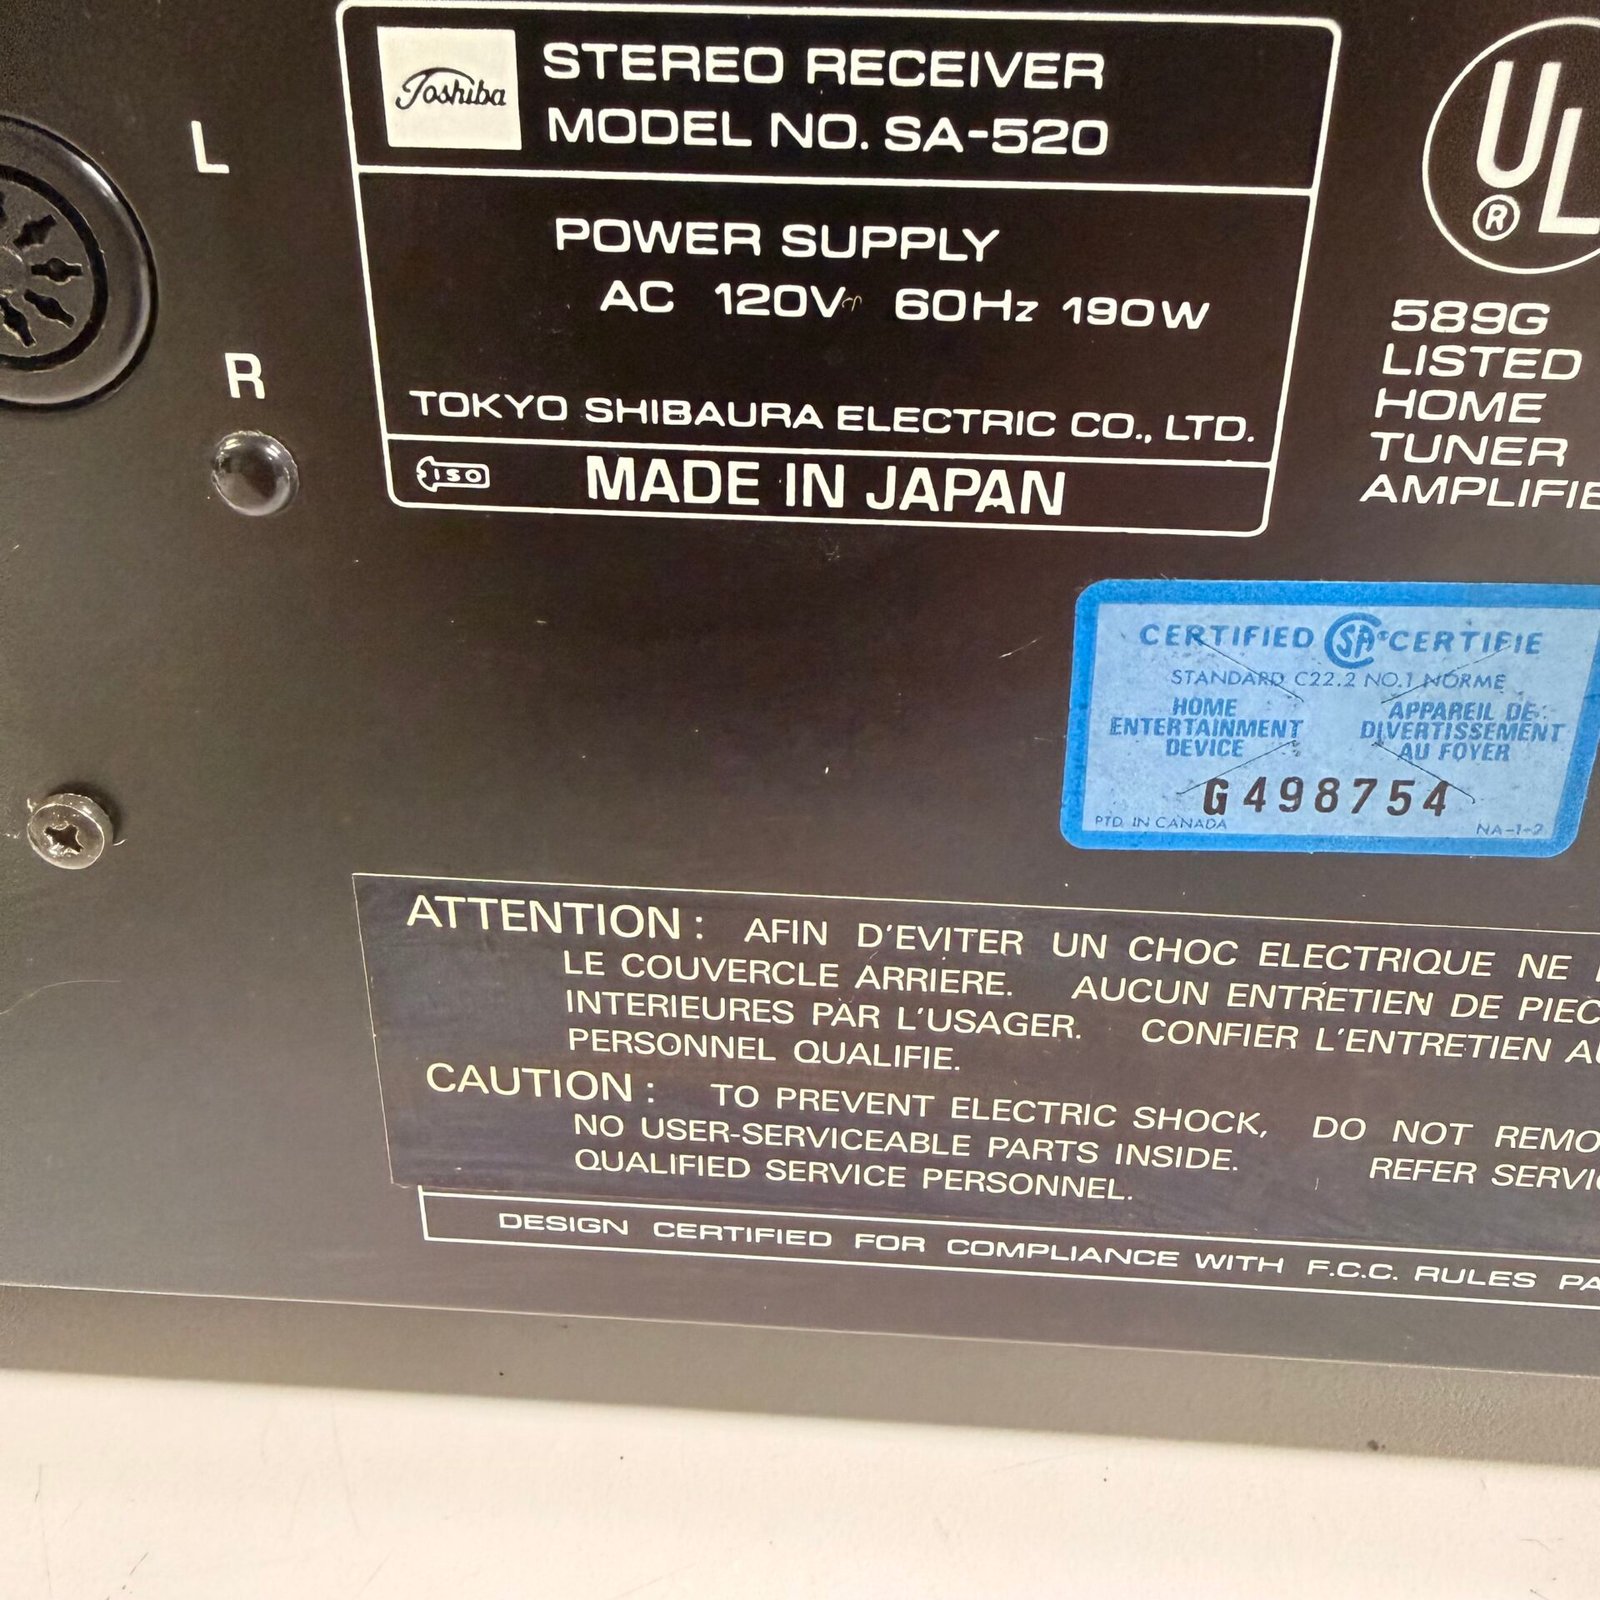 L
R
Toshiba
STEREO RECEIVER
MODEL NO. SA-520
POWER SUPPLY
AC 120V 60Hz 190W
TOKYO SHIBAURA ELECTRIC CO., LTD.
ISO
MADE IN JAPAN
UL
®
589G
LISTED
HOME
TUNER
CERTIFIED SA® CERTIFIE
STANDARD C22.2 NO.1 NORME
HOME
ENTERTAINMENT
DEVICE
APPAREIL DE
DIVERTISSEMENT
AU FOYER
G498754
PTD. IN CANADA
NA-1-2
ATTENTION : AFIN D'EVITER UN CHOC ELECTRIQUE NE
LE COUVERCLE ARRIERE. AUCUN ENTRETIEN DE
INTERIEURES PAR L'USAGER. CONFIER L'ENTRETIEN
PERSONNEL QUALIFIE.
CAUTION : TO PREVENT ELECTRIC SHOCK, DO NOT
NO USER-SERVICEABLE PARTS INSIDE. REFER
QUALIFIED SERVICE PERSONNEL.
DESIGN CERTIFIED FOR COMPLIANCE WITH F.C.C. RULES